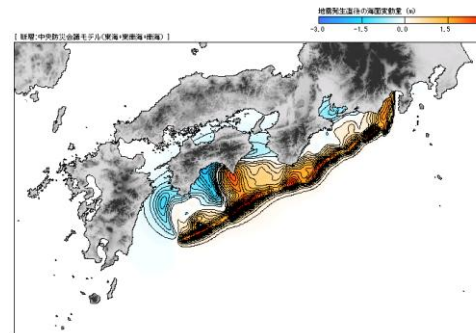 地震発生直後の海面変動量 (m)
-3.0 -1.5 0.0 1.5
[ 断層:中央防災会議モデル(東海+東南海+南海) ]